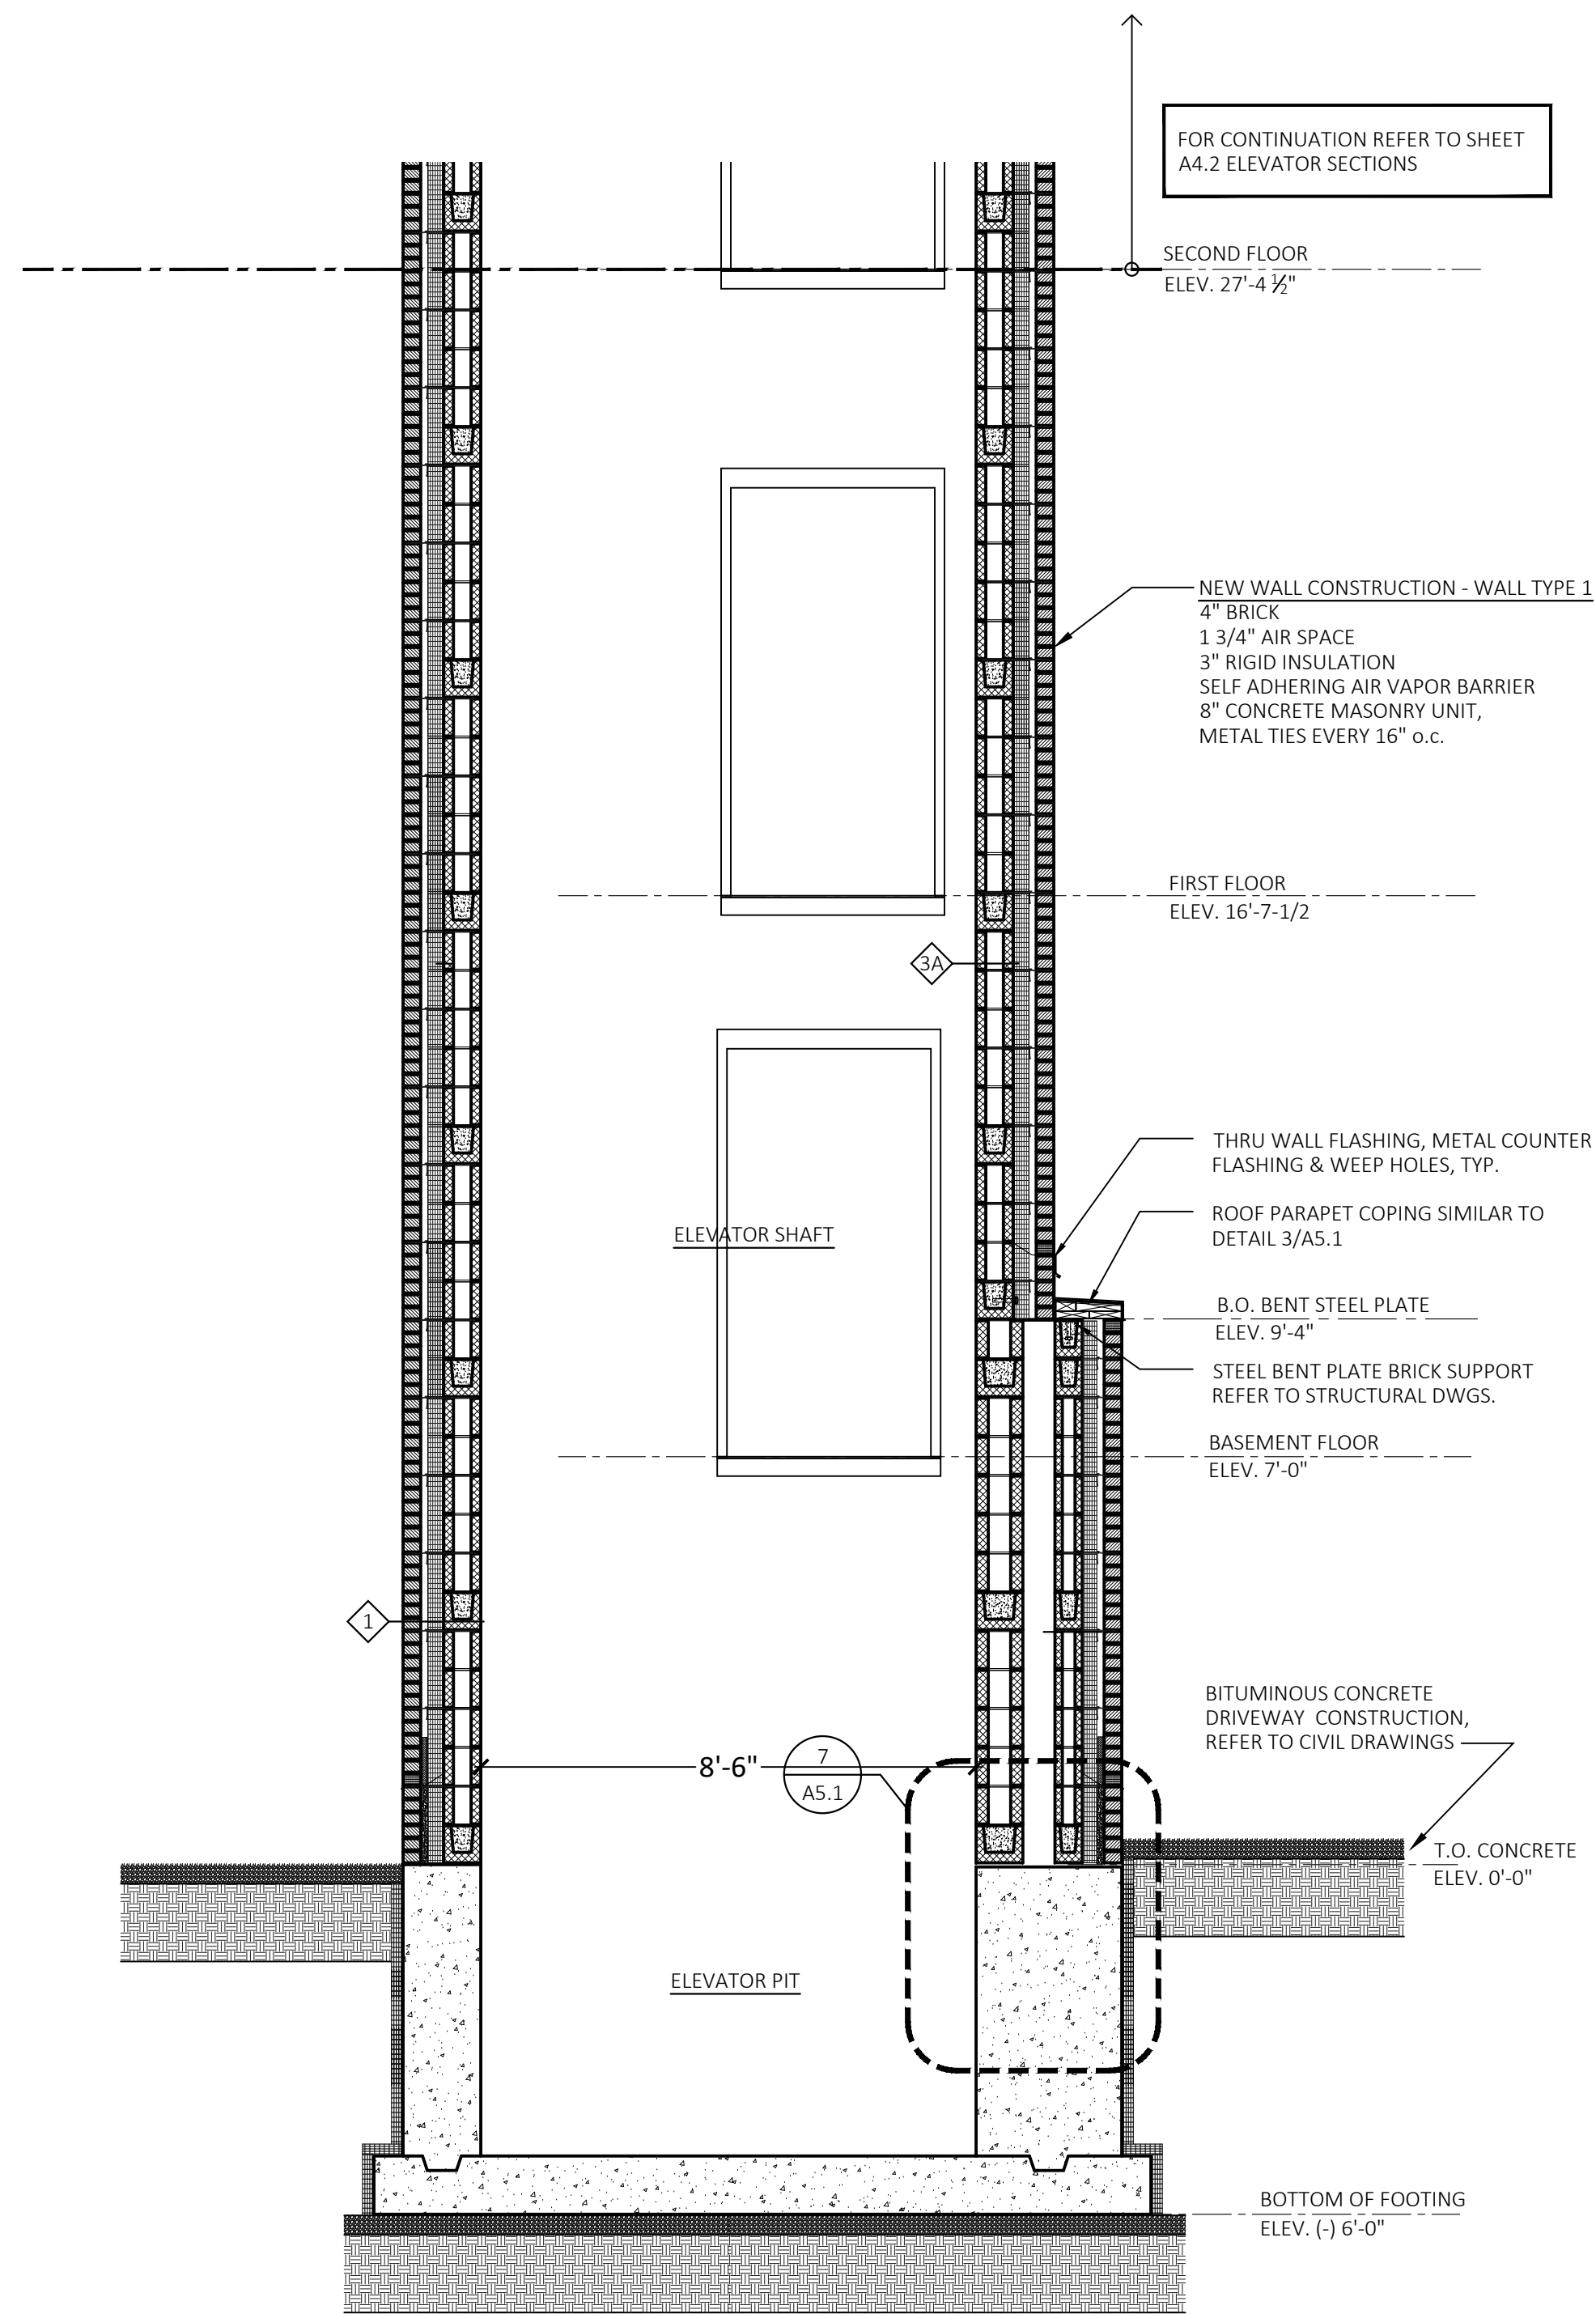 FOR CONTINUATION REFER TO SHEET
A4.2 ELEVATOR SECTIONS
SECOND FLOOR
ELEV. 27'-4 ½"
NEW WALL CONSTRUCTION - WALL TYPE 1
4" BRICK
1 3/4" AIR SPACE
3" RIGID INSULATION
SELF ADHERING AIR VAPOR BARRIER
8" CONCRETE MASONRY UNIT,
METAL TIES EVERY 16" o.c.
FIRST FLOOR
ELEV. 16'-7-1/2
3A
THRU WALL FLASHING, METAL COUNTER
FLASHING & WEEP HOLES, TYP.
ROOF PARAPET COPING SIMILAR TO
DETAIL 3/A5.1
ELEVATOR SHAFT
B.O. BENT STEEL PLATE
ELEV. 9'-4"
STEEL BENT PLATE BRICK SUPPORT
REFER TO STRUCTURAL DWGS.
BASEMENT FLOOR
ELEV. 7'-0"
1
BITUMINOUS CONCRETE
DRIVEWAY CONSTRUCTION,
REFER TO CIVIL DRAWINGS
8'-6"
7
A5.1
T.O. CONCRETE
ELEV. 0'-0"
ELEVATOR PIT
BOTTOM OF FOOTING
ELEV. (-) 6'-0"